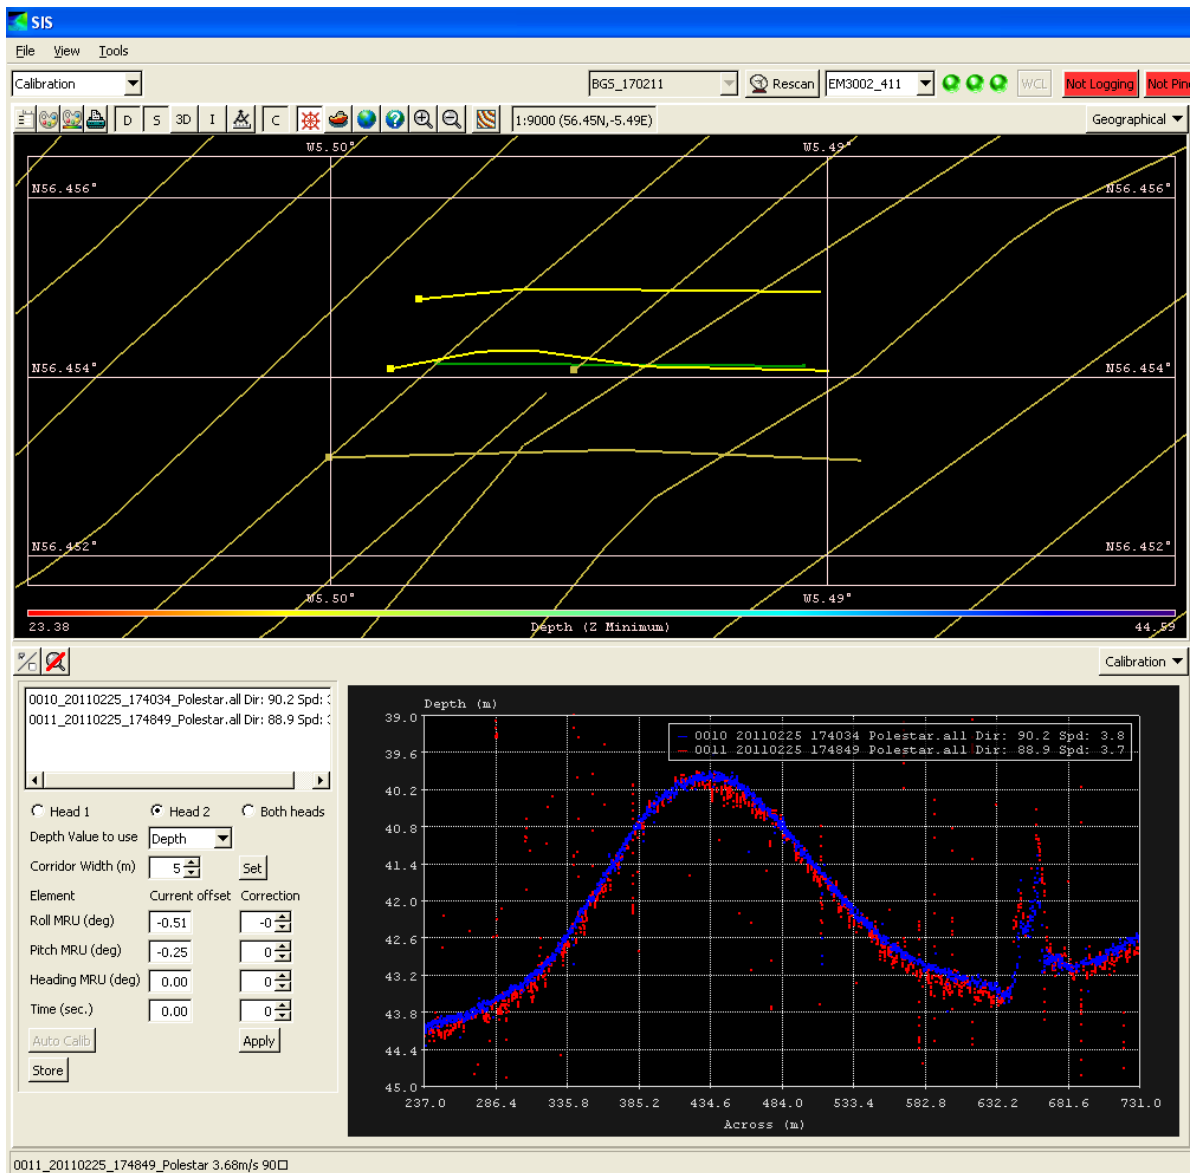 SIS
File View Tools
Calibration BGS_170211 Rescan EM3002_411 WCL Not Logging Not Pin
D S 3D I C 1:9000 (56.45N,-5.49E) Geographical
W5.50° W5.49°
N56.456° N56.456°
N56.454° N56.454°
N56.452° N56.452°
W5.50° W5.49°
23.38 Depth (Z Minimum) 44.59
Calibration
0010_20110225_174034_Polestar.all Dir: 90.2 Spd: 3
0011_20110225_174849_Polestar.all Dir: 88.9 Spd: 3
Head 1 Head 2 Both heads
Depth Value to use Depth
Corridor Width (m) 5 Set
Element Current offset Correction
Roll MRU (deg) -0.51 -0
Pitch MRU (deg) -0.25 0
Heading MRU (deg) 0.00 0
Time (sec.) 0.00 0
Auto Calib Apply
Store
Depth (m)
39.0
0010 20110225 174034 Polestar.all Dir: 90.2 Spd: 3.8
0011 20110225 174849 Polestar.all Dir: 88.9 Spd: 3.7
39.6
40.2
40.8
41.4
42.0
42.6
43.2
43.8
44.4
45.0
237.0 286.4 335.8 385.2 434.6 484.0 533.4 582.8 632.2 681.6 731.0
Across (m)
0011_20110225_174849_Polestar 3.68m/s 90□